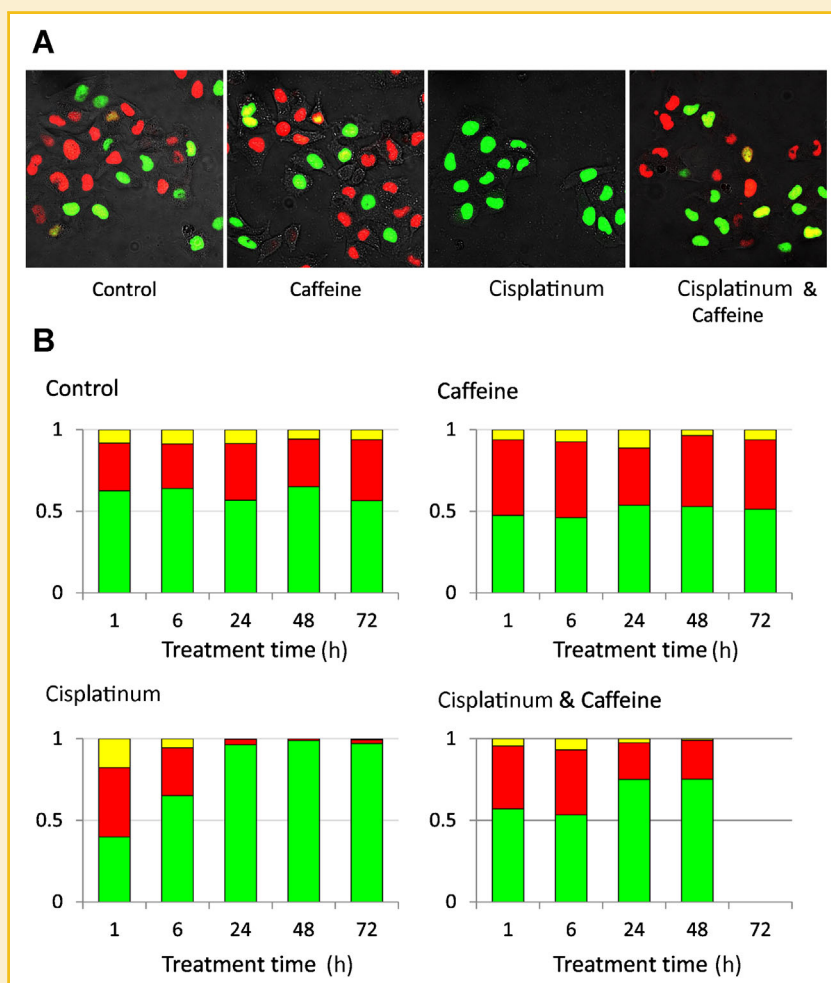 A
Control Caffeine Cisplatinum Cisplatinum &
Caffeine
B
Control
1
0.5
0
1 6 24 48 72
Treatment time (h)
Caffeine
1
0.5
0
1 6 24 48 72
Treatment time (h)
Cisplatinum
1
0.5
0
1 6 24 48 72
Treatment time (h)
Cisplatinum & Caffeine
1
0.5
0
1 6 24 48 72
Treatment time (h)